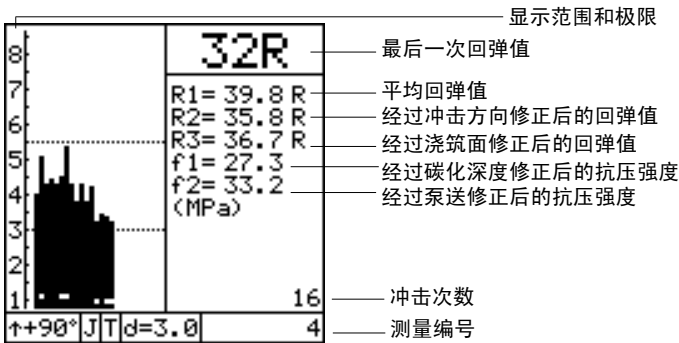 显示范围和极限
8
32R
最后一次回弹值
7
R1= 39.8 R
平均回弹值
R2= 35.8 R
经过冲击方向修正后的回弹值
6
R3= 36.7 R
经过浇筑面修正后的回弹值
5
f1= 27.3
经过碳化深度修正后的抗压强度
f2= 33.2
经过泵送修正后的抗压强度
4
(MPa)
3
2
1
16
冲击次数
↑+90° J T d=3.0 4
测量编号